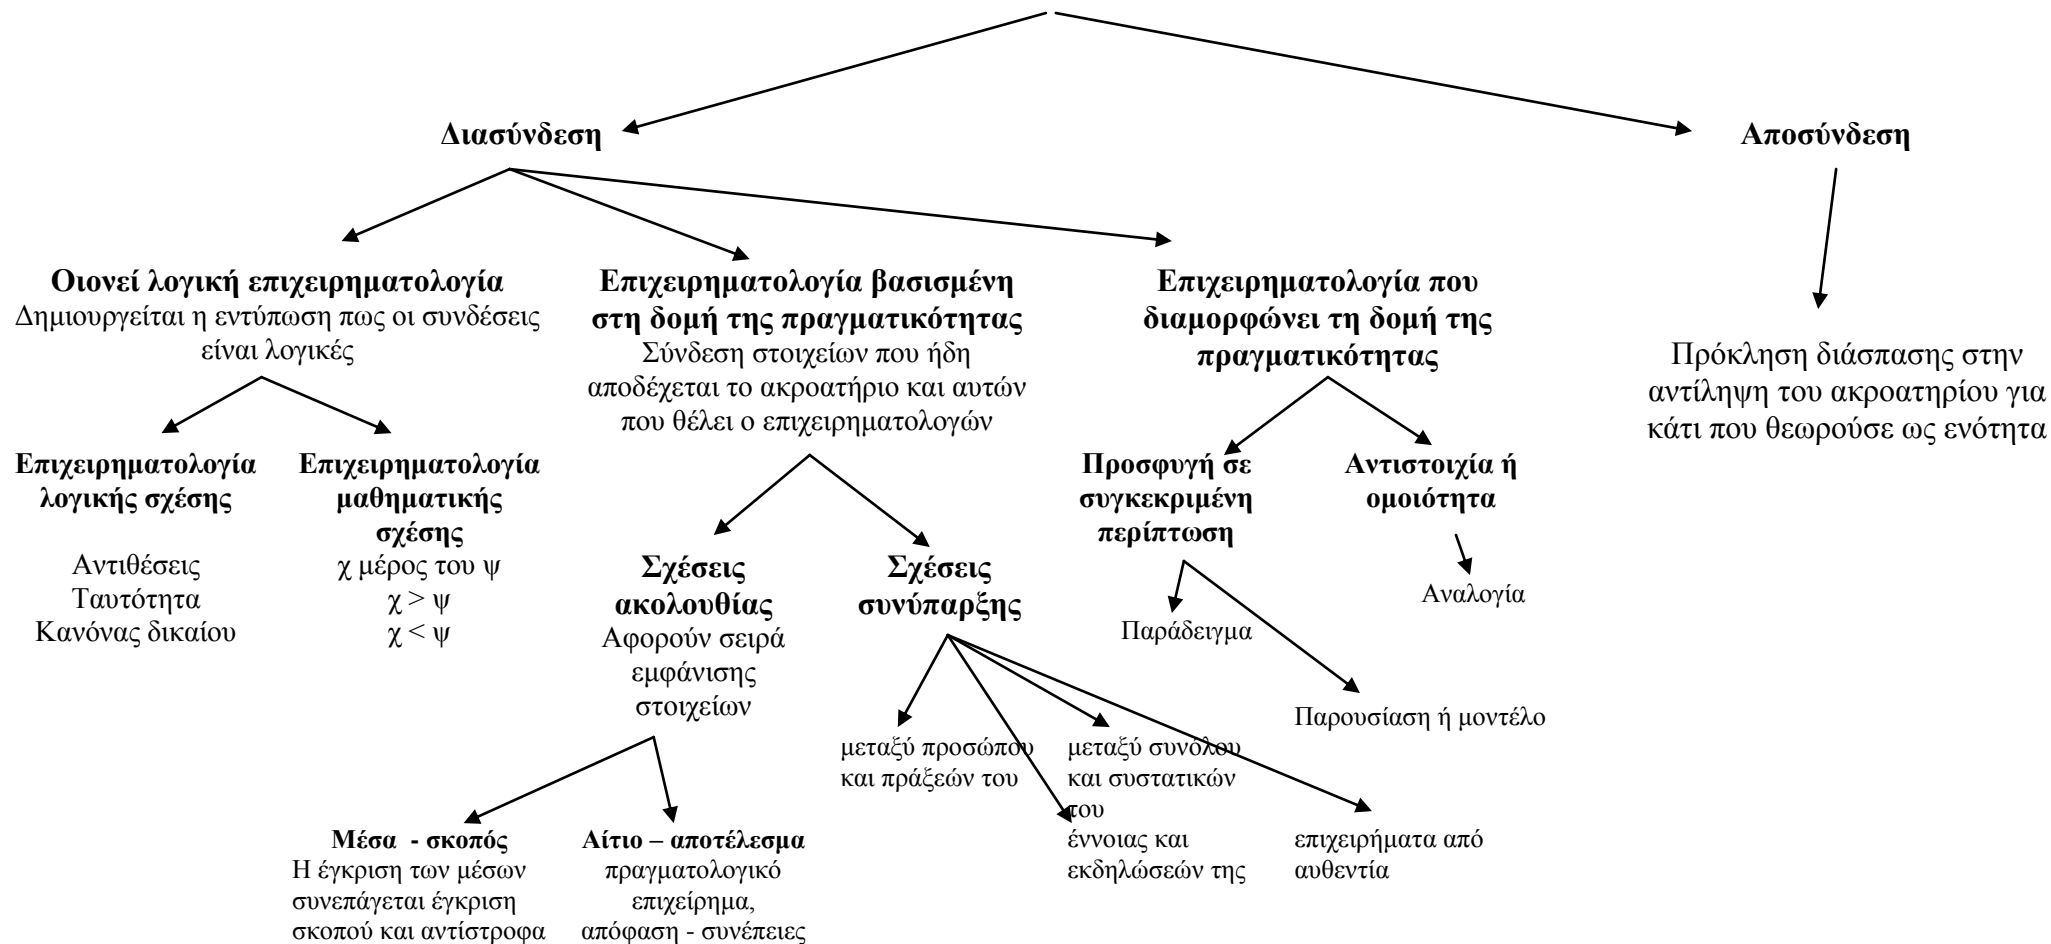 Διασύνδεση
Αποσύνδεση
Οιονεί λογική επιχειρηματολογία
Δημιουργείται η εντύπωση πως οι συνδέσεις
είναι λογικές
Επιχειρηματολογία βασισμένη
στη δομή της πραγματικότητας
Σύνδεση στοιχείων που ήδη
αποδέχεται το ακροατήριο και αυτών
που θέλει ο επιχειρηματολογών
Επιχειρηματολογία που
διαμορφώνει τη δομή της
πραγματικότητας
Πρόκληση διάσπασης στην
αντίληψη του ακροατηρίου για
κάτι που θεωρούσε ως ενότητα
Επιχειρηματολογία
λογικής σχέσης
Αντιθέσεις
Ταυτότητα
Κανόνας δικαίου
Επιχειρηματολογία
μαθηματικής
σχέσης
χ μέρος του ψ
χ > ψ
χ < ψ
Σχέσεις
ακολουθίας
Αφορούν σειρά
εμφάνισης
στοιχείων
Σχέσεις
συνύπαρξης
Προσφυγή σε
συγκεκριμένη
περίπτωση
Αντιστοιχία ή
ομοιότητα
Παράδειγμα
Αναλογία
Παρουσίαση ή μοντέλο
μεταξύ προσώπου
και πράξεών του
μεταξύ συνόλου
και συστατικών
του
έννοιας και
εκδηλώσεών της
επιχειρήματα από
αυθεντία
Μέσα - σκοπός
Η έγκριση των μέσων
συνεπάγεται έγκριση
σκοπού και αντίστροφα
Αίτιο – αποτέλεσμα
πραγματολογικό
επιχείρημα,
απόφαση - συνέπειες